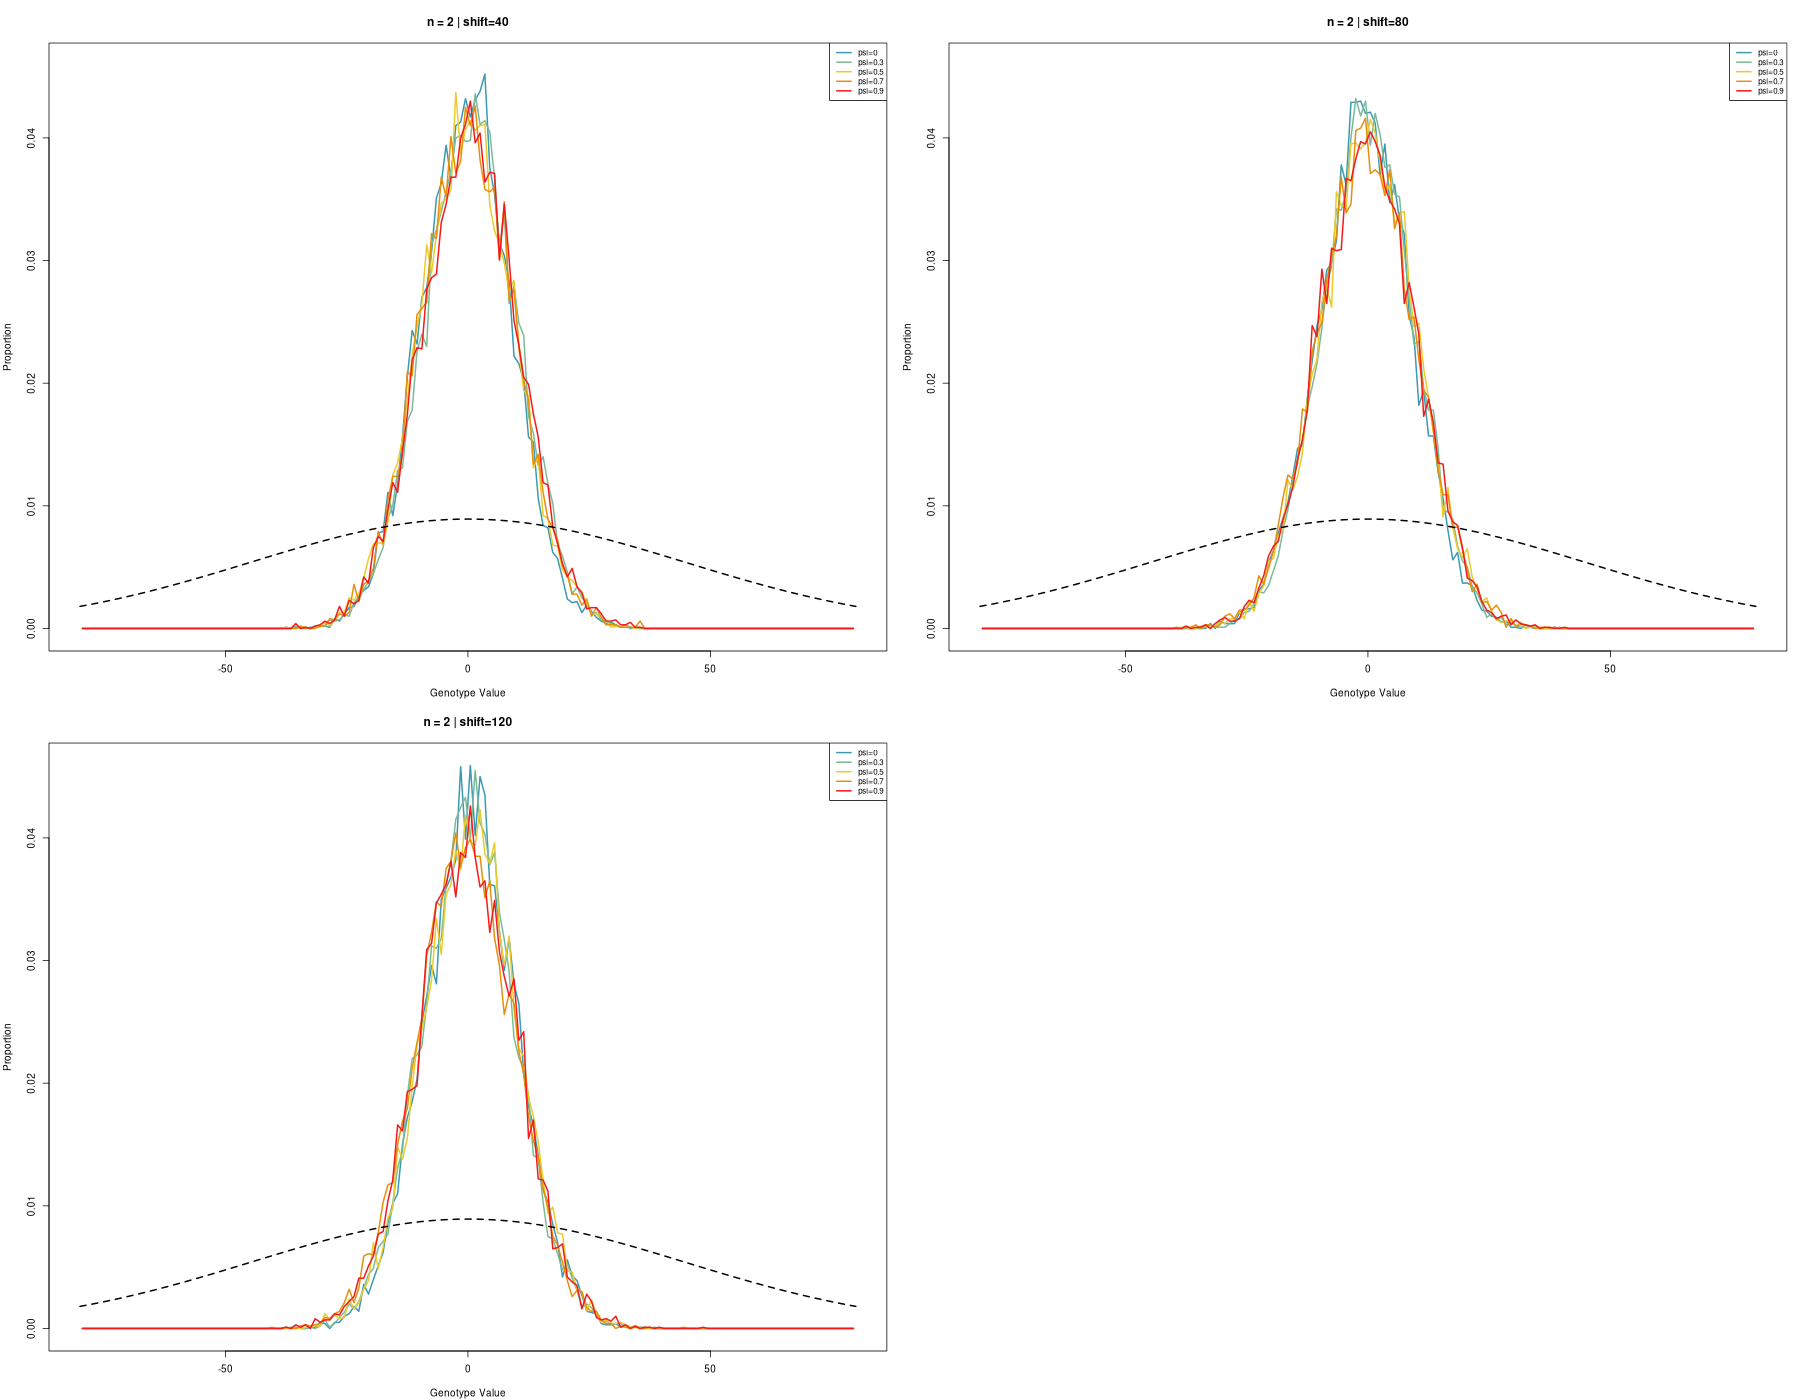 n = 2 | shift=40
psi=0
psi=0.3
psi=0.5
psi=0.7
psi=0.9
Proportion
0.00
0.01
0.02
0.03
0.04
-50
0
50
Genotype Value
n = 2 | shift=80
psi=0
psi=0.3
psi=0.5
psi=0.7
psi=0.9
Proportion
0.00
0.01
0.02
0.03
0.04
-50
0
50
Genotype Value
n = 2 | shift=120
psi=0
psi=0.3
psi=0.5
psi=0.7
psi=0.9
Proportion
0.00
0.01
0.02
0.03
0.04
-50
0
50
Genotype Value